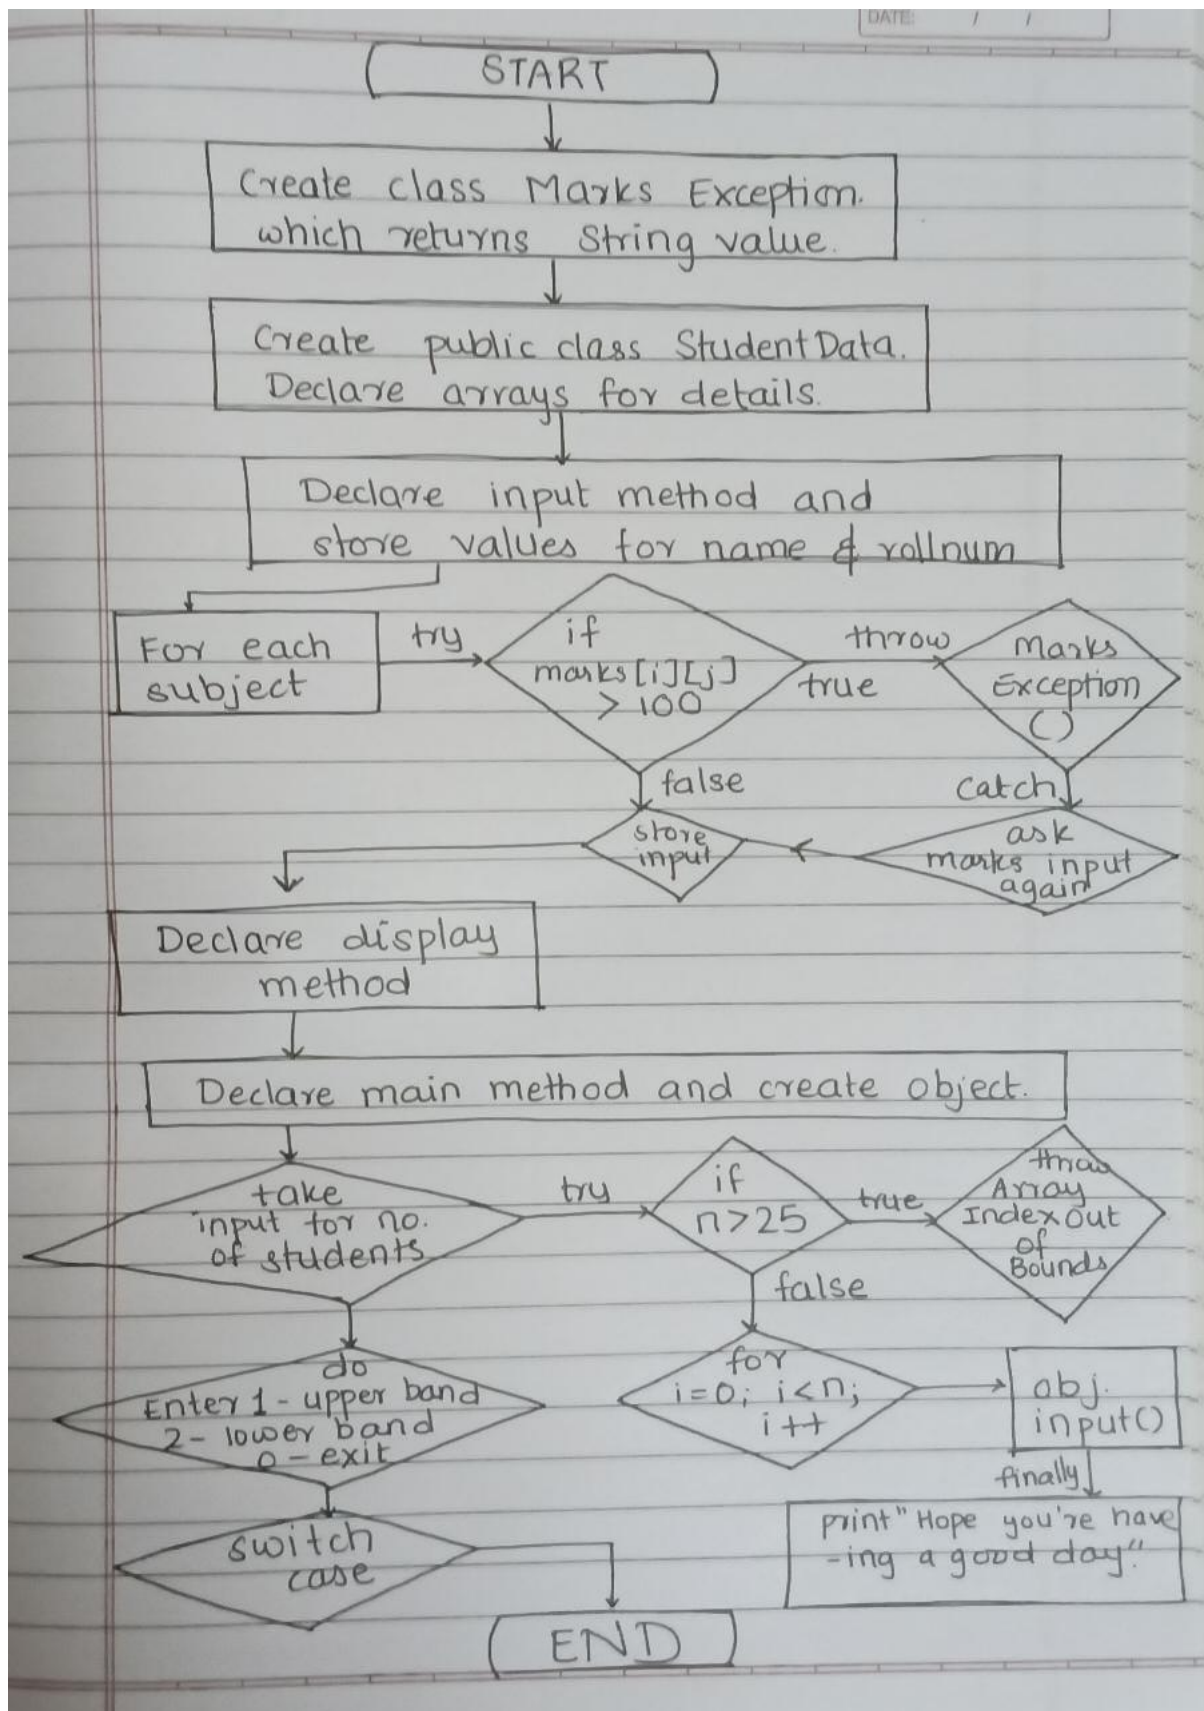 DATE: / /
START
Create class Marks Exception.
which returns String value.
Create public class StudentData.
Declare arrays for details.
Declare input method and
store values for name & rollnum
For each
subject
try
if
marks[i][j]
> 100
throw
true
Marks
Exception
()
false
catch
store
input
ask
marks input
again
Declare display
method
Declare main method and create object.
take
input for no.
of students
try
if
n>25
true
throw
Array
Index Out
of
Bounds
false
do
Enter 1 - upper band
2 - lower band
0 - exit
for
i=0; i<n;
i++
obj.
input()
finally
print "Hope you're have
-ing a good day"
switch
case
END